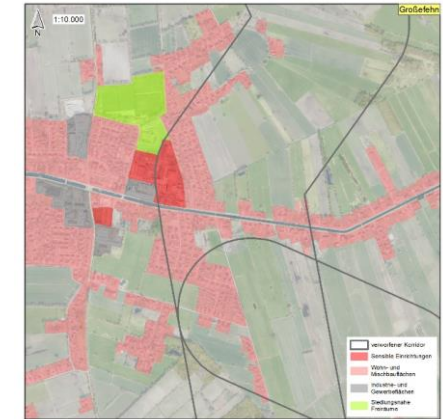 Großefehn
1:10.000
N
verworfener Korridor
Sensible Einrichtungen
Wohn- und
Mischbauflächen
Industrie- und
Gewerbeflächen
Siedlungsnahe
Freiräume